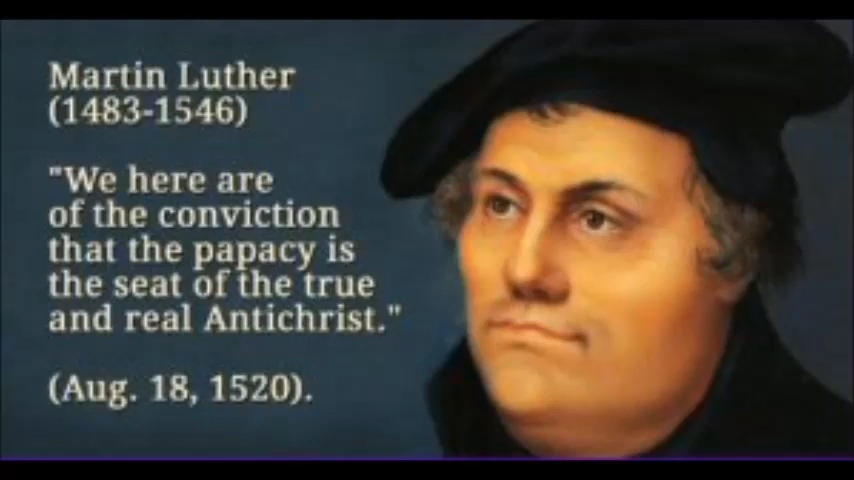 Martin Luther
(1483-1546)
"We here are
of the conviction
that the papacy is
the seat of the true
and real Antichrist."
(Aug. 18, 1520).